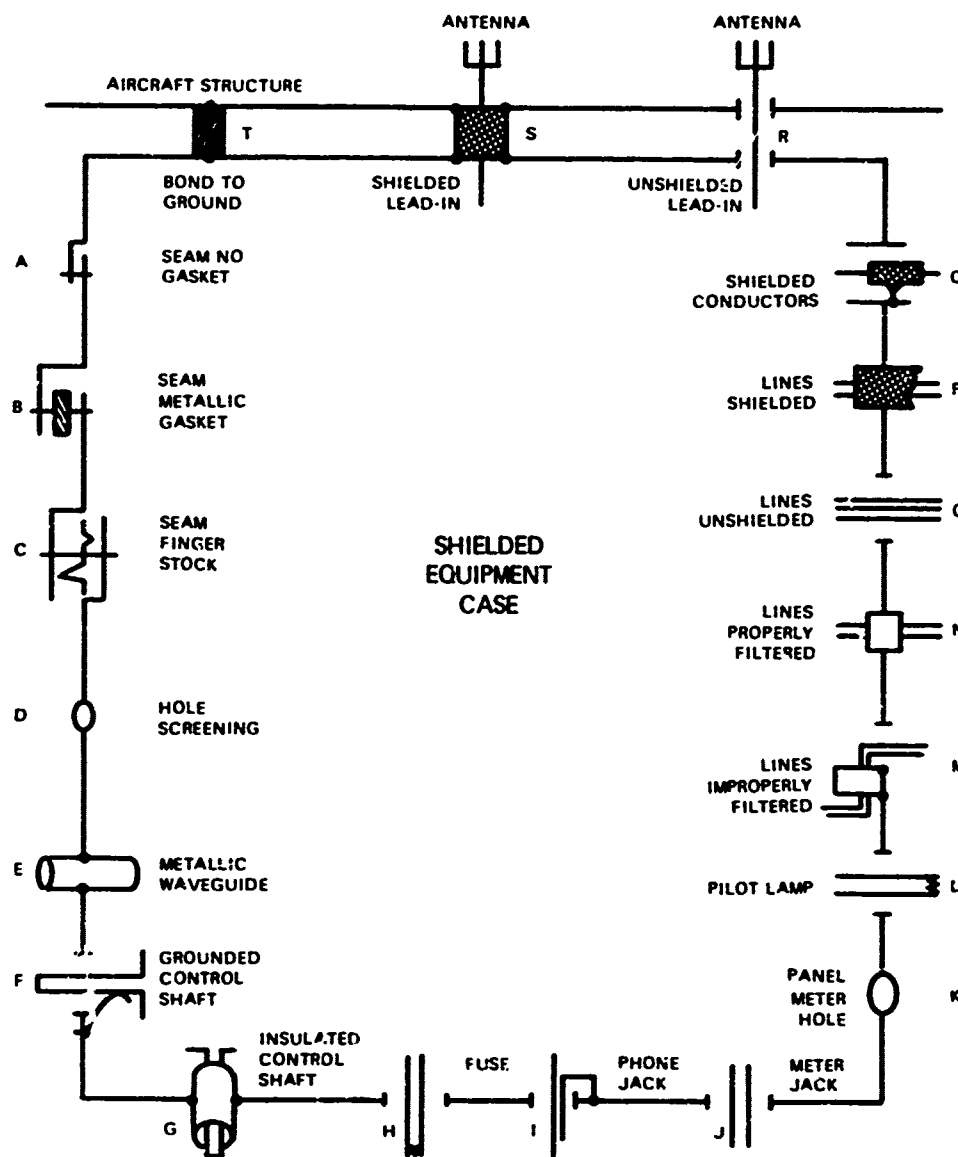 ANTENNA
ANTENNA
AIRCRAFT STRUCTURE
T
S
R
BOND TO
GROUND
SHIELDED
LEAD-IN
UNSHIELDED
LEAD-IN
A
SEAM NO
GASKET
SHIELDED
CONDUCTORS
Q
B
SEAM
METALLIC
GASKET
LINES
SHIELDED
P
C
SEAM
FINGER
STOCK
LINES
UNSHIELDED
O
SHIELDED
EQUIPMENT
CASE
LINES
PROPERLY
FILTERED
N
D
HOLE
SCREENING
LINES
IMPROPERLY
FILTERED
M
E
METALLIC
WAVEGUIDE
PILOT LAMP
L
F
GROUNDED
CONTROL
SHAFT
PANEL
METER
HOLE
K
INSULATED
CONTROL
SHAFT
FUSE
PHONE
JACK
METER
JACK
G
H
I
J